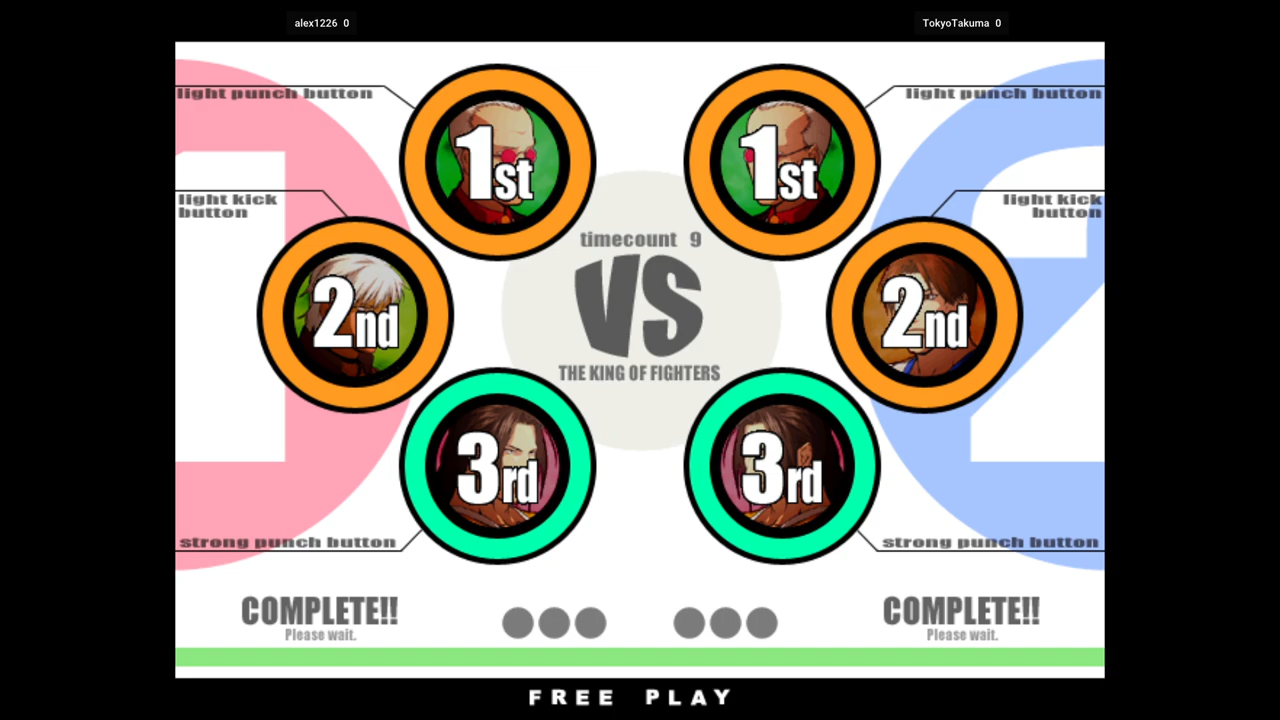 alex1226 0
TokyoTakuma 0
light punch button
light punch button
1st
1st
light kick
button
light kick
button
timecount 9
VS
2nd
2nd
THE KING OF FIGHTERS
3rd
3rd
strong punch button
strong punch button
COMPLETE!!
Please wait.
COMPLETE!!
Please wait.
FREE PLAY